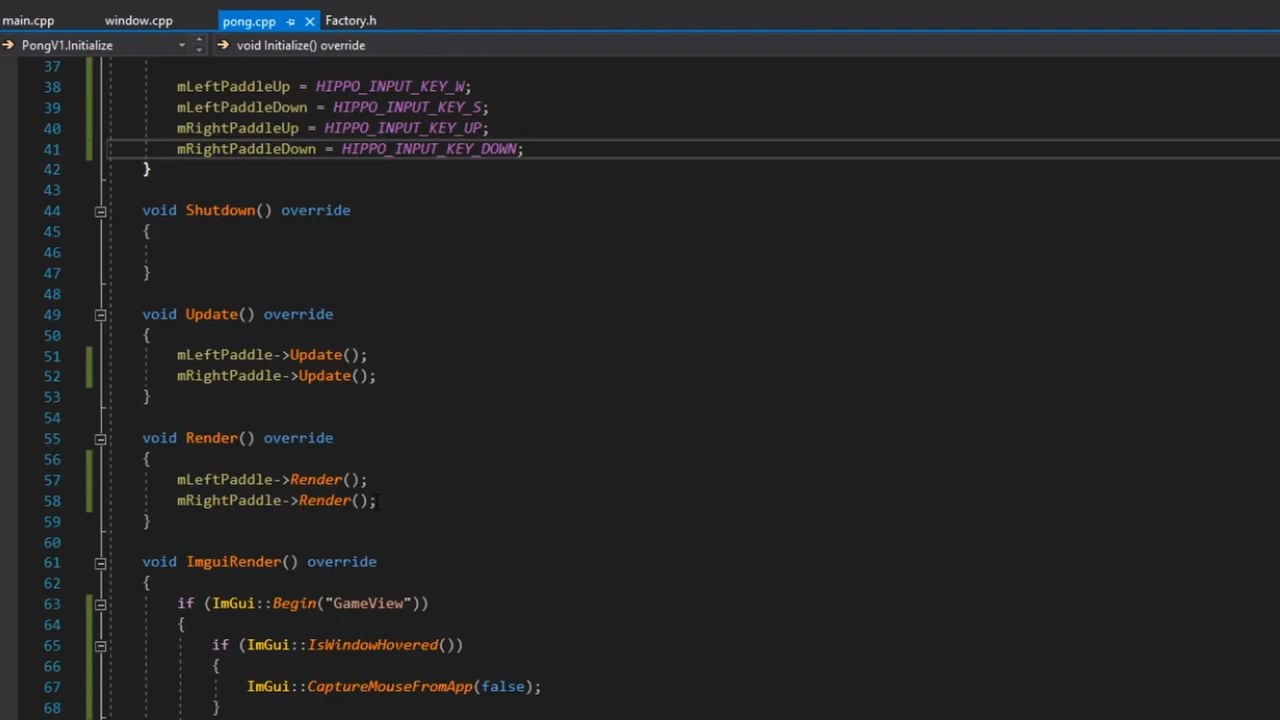 main.cpp window.cpp pong.cpp Factory.h
PongV1.Initialize void Initialize() override
37
38 mLeftPaddleUp = HIPPO_INPUT_KEY_W;
39 mLeftPaddleDown = HIPPO_INPUT_KEY_S;
40 mRightPaddleUp = HIPPO_INPUT_KEY_UP;
41 mRightPaddleDown = HIPPO_INPUT_KEY_DOWN;
42 }
43
44 void Shutdown() override
45 {
46
47 }
48
49 void Update() override
50 {
51 mLeftPaddle->Update();
52 mRightPaddle->Update();
53 }
54
55 void Render() override
56 {
57 mLeftPaddle->Render();
58 mRightPaddle->Render();
59 }
60
61 void ImguiRender() override
62 {
63 if (ImGui::Begin("GameView"))
64 {
65 if (ImGui::IsWindowHovered())
66 {
67 ImGui::CaptureMouseFromApp(false);
68 }